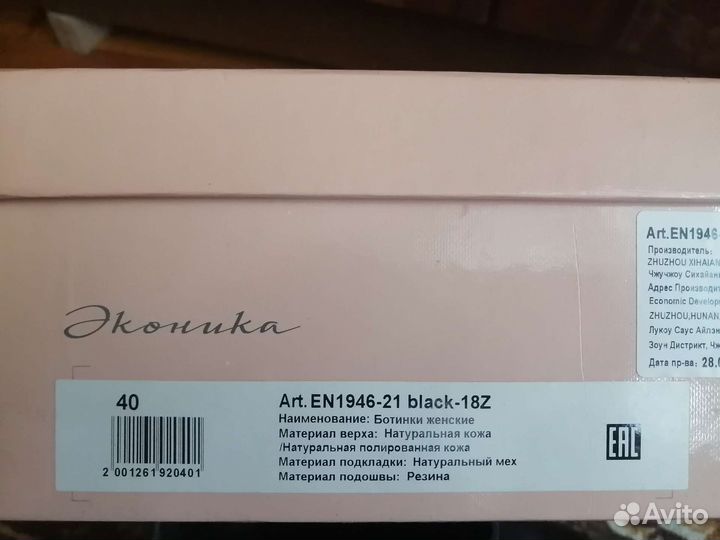 Эконика
40
2 001261 920401
Art.EN1946-21 black-18Z
Наименование: Ботинки женские
Материал верха: Натуральная кожа
/Натуральная полированная кожа
Материал подкладки: Натуральный мех
Материал подошвы: Резина
EAC
Art.EN1946-
Производитель:
ZHUZHOU XIHAIAN
Чжучжоу Сихайан
Адрес Производит
Economic Develop
ZHUZHOU,HUNAN,
Лукоу Саус Айлэн
Зоун Дистрикт, Чж
Дата пр-ва: 28.0
Avito